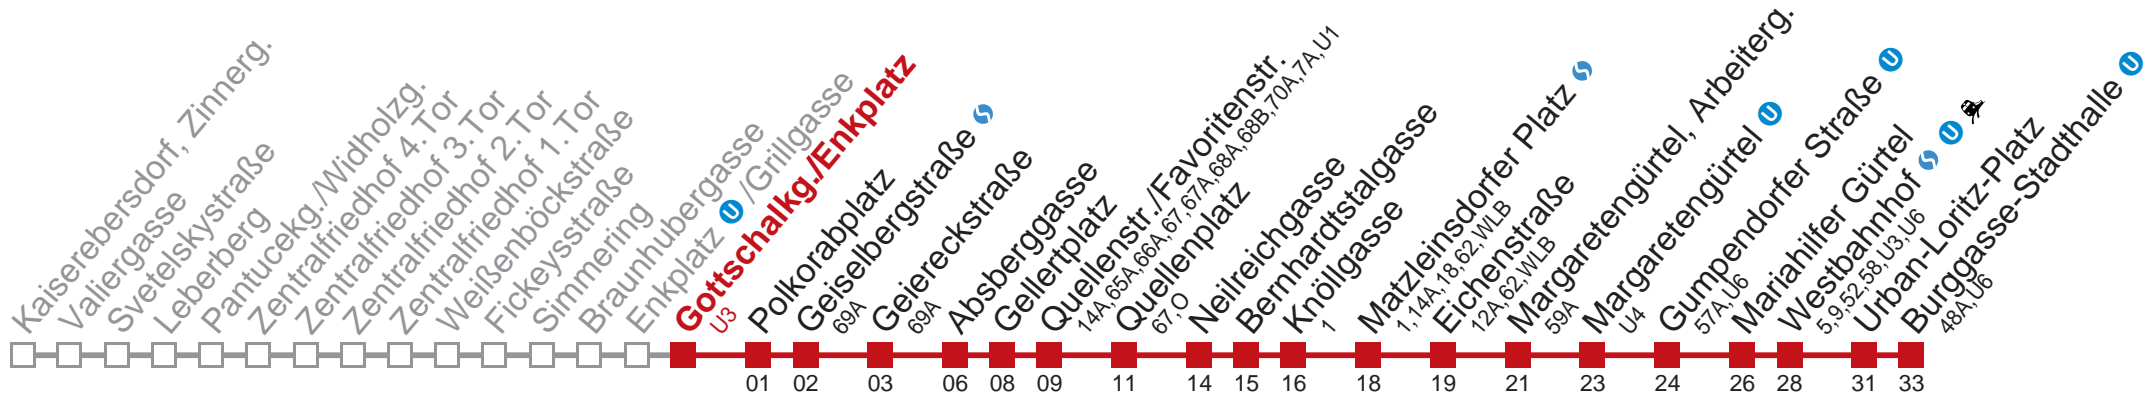 Kaiserebersdorf, Zinnerg.
Valiergasse
Svetelskystraße
Leberberg
Pantucekg./Widholzg.
Zentralfriedhof 4. Tor
Zentralfriedhof 3. Tor
Zentralfriedhof 2. Tor
Zentralfriedhof 1. Tor
Weißenböckstraße
Fickeysstraße
Simmering
Braunhubergasse
Enkplatz U /Grillgasse
Gottschalkg./Enkplatz
U3
Polkorabplatz
Geiselbergstraße S
69A
Geiereckstraße
69A
Absberggasse
Gellertplatz
Quellenstr./Favoritenstr.
14A,65A,66A,67,67A,68A,68B,70A,7A,U1
Quellenplatz
67,O
Neilreichgasse
Bernhardtstalgasse
Knöllgasse
1
Matzleinsdorfer Platz S
1,14A,18,62,WLB
Eichenstraße
12A,62,WLB
Margaretengürtel, Arbeiterg.
59A
Margaretengürtel U
U4
Gumpendorfer Straße U
57A,U6
Mariahilfer Gürtel
Westbahnhof S U
5,9,52,58,U3,U6
Urban-Loritz-Platz
Burggasse-Stadthalle U
48A,U6
01 02 03 06 08 09 11 14 15 16 18 19 21 23 24 26 28 31 33